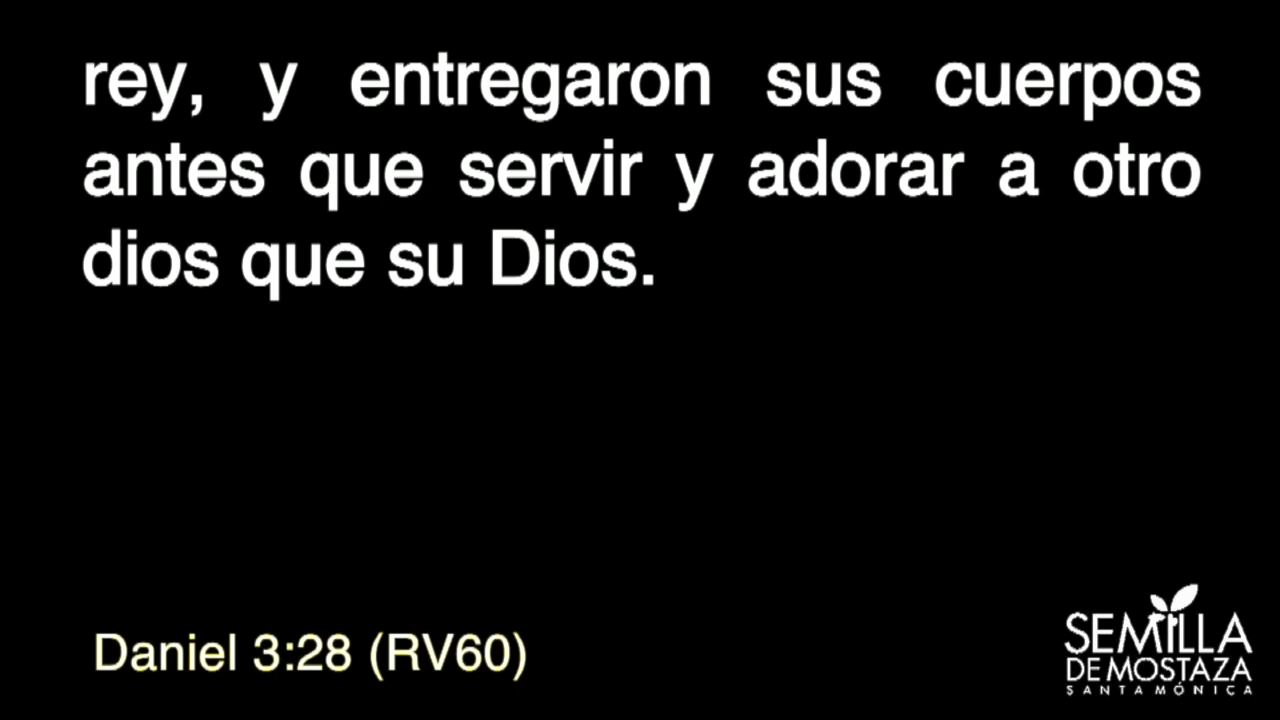 rey, y entregaron sus cuerpos
antes que servir y adorar a otro
dios que su Dios.
Daniel 3:28 (RV60)
SEMILLA
DE MOSTAZA
SANTA MÓNICA